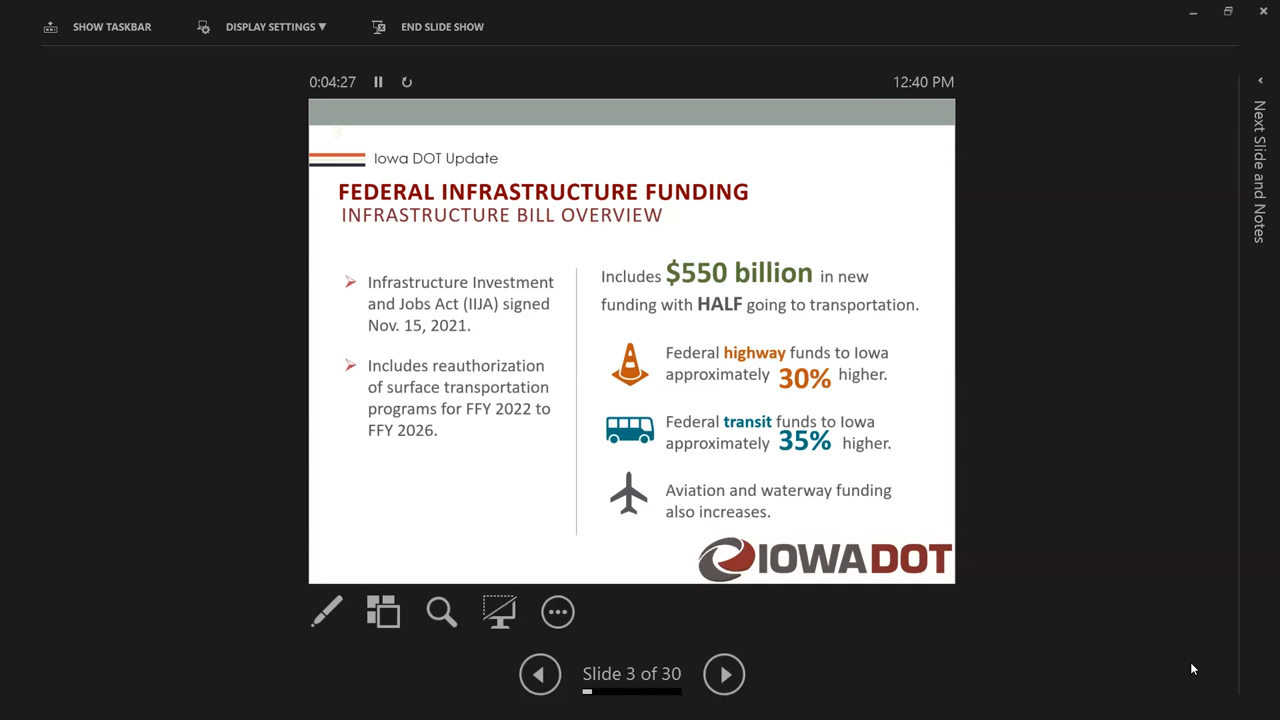 SHOW TASKBAR
DISPLAY SETTINGS ▼
END SLIDE SHOW
0:04:27
12:40 PM
3
Iowa DOT Update
FEDERAL INFRASTRUCTURE FUNDING
INFRASTRUCTURE BILL OVERVIEW
Infrastructure Investment
and Jobs Act (IIJA) signed
Nov. 15, 2021.
Includes reauthorization
of surface transportation
programs for FFY 2022 to
FFY 2026.
Includes $550 billion in new
funding with HALF going to transportation.
Federal highway funds to Iowa
approximately 30% higher.
Federal transit funds to Iowa
approximately 35% higher.
Aviation and waterway funding
also increases.
IOWADOT
Slide 3 of 30
Next Slide and Notes